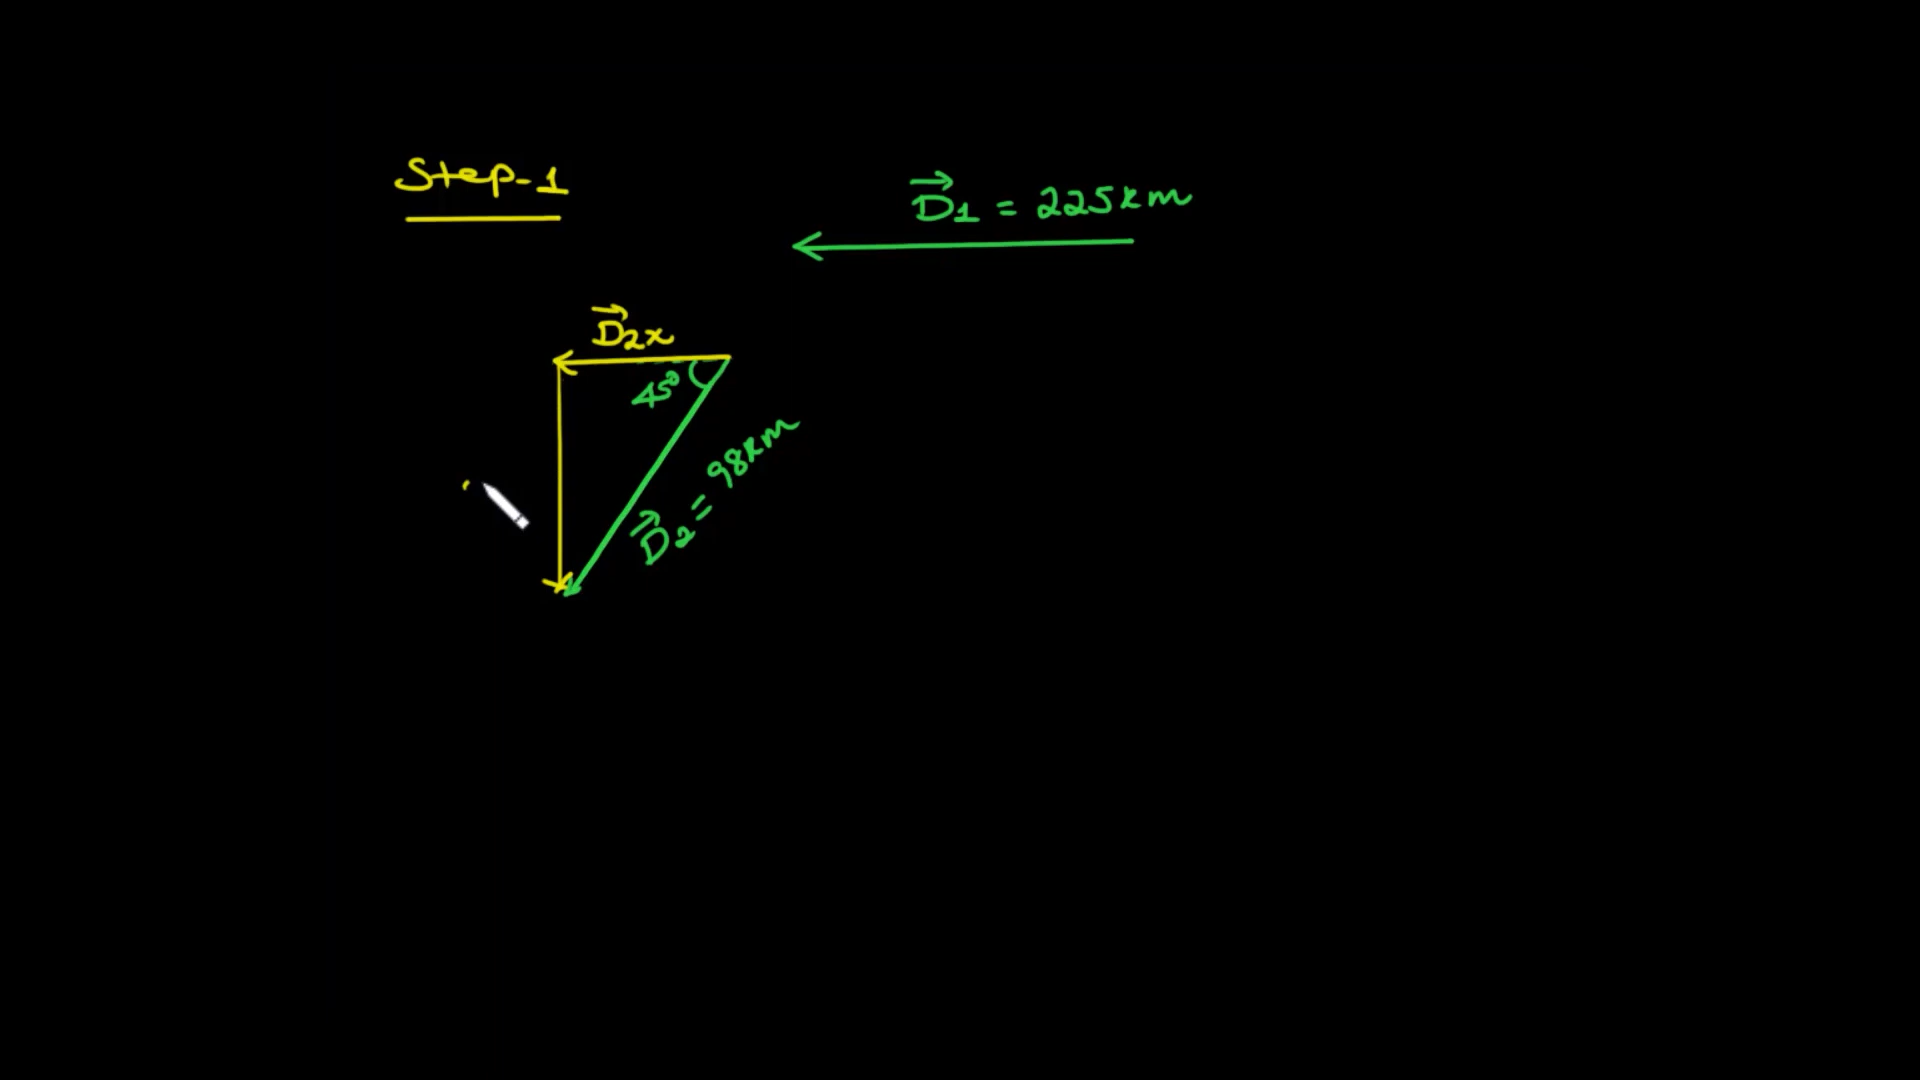 Step-1
D⃗1 = 225km
D⃗2x
45°
D⃗2 = 98km